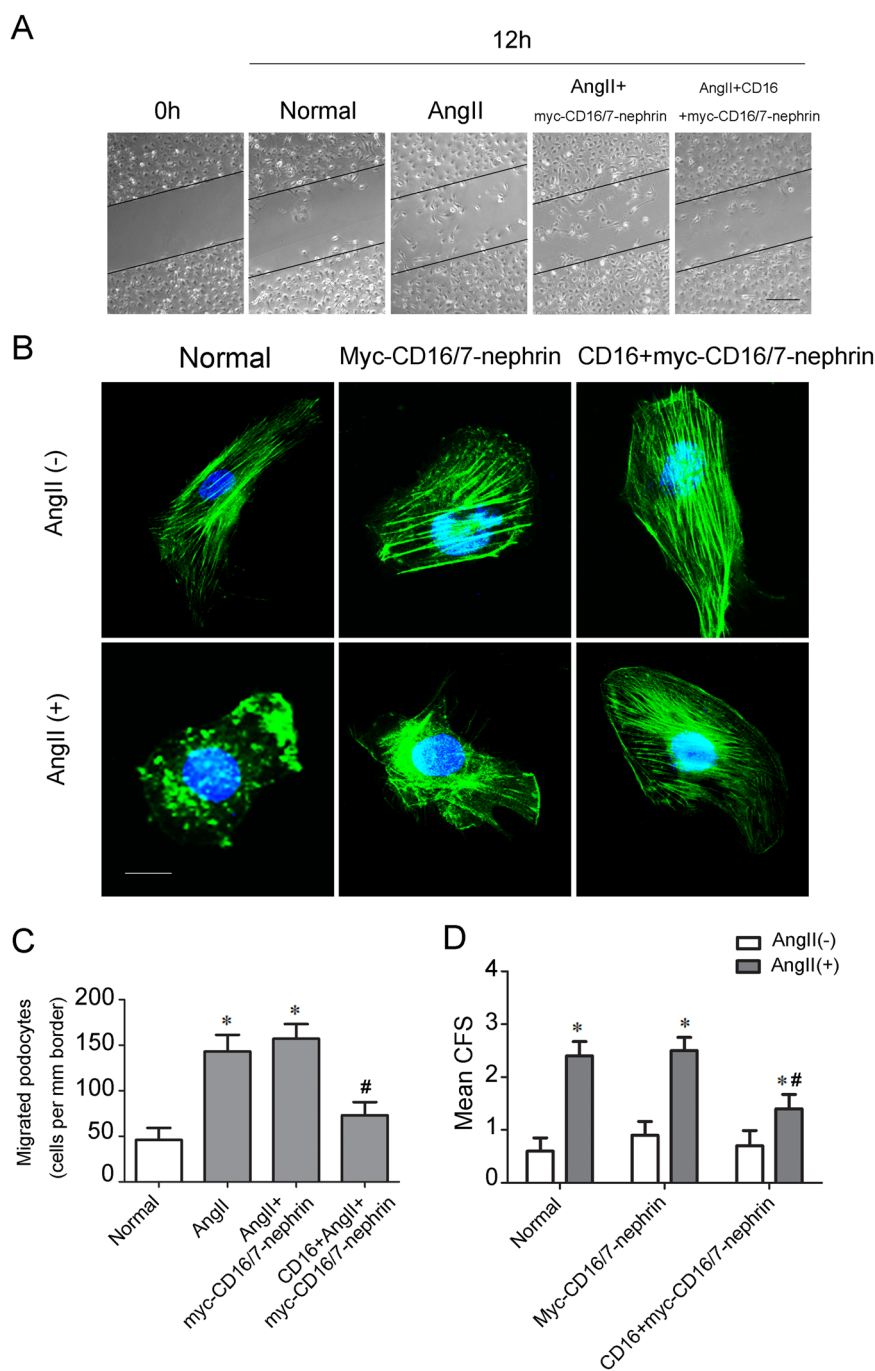 A
12h
0h
Normal
AngII
AngII+
myc-CD16/7-nephrin
AngII+CD16
+myc-CD16/7-nephrin
B
Normal
Myc-CD16/7-nephrin
CD16+myc-CD16/7-nephrin
AngII (-)
AngII (+)
C
Migrated podocytes
(cells per mm border)
200
150
100
50
0
*
*
#
Normal
AngII
AngII+
myc-CD16/7-nephrin
CD16+AngII+
myc-CD16/7-nephrin
D
AngII(-)
AngII(+)
Mean CFS
4
3
2
1
0
*
*
*#
Normal
Myc-CD16/7-nephrin
CD16+myc-CD16/7-nephrin